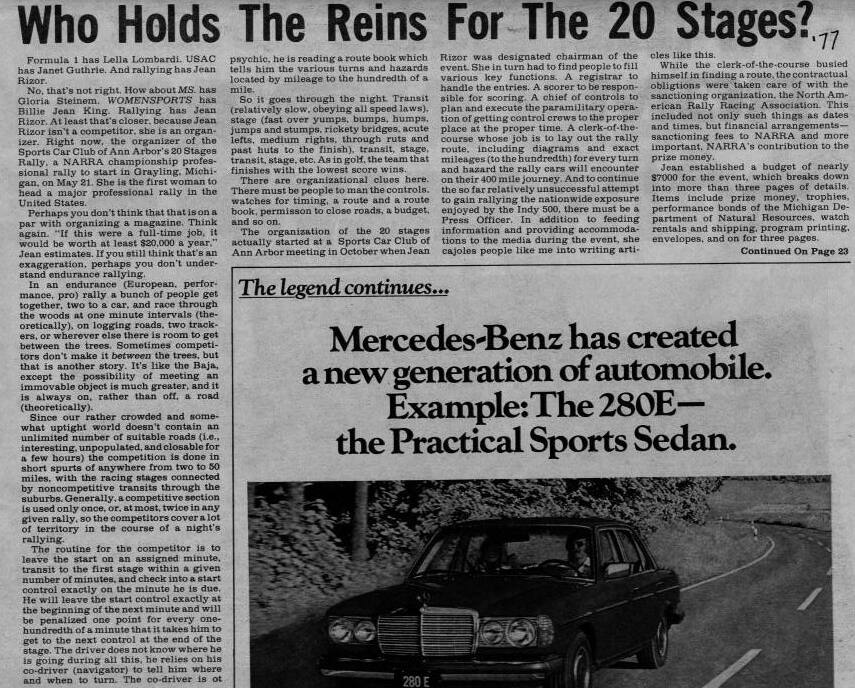 Who Holds The Reins For The 20 Stages?
'77
Formula 1 has Lella Lombardi. USAC
has Janet Guthrie. And rallying has Jean
Rizor.
No, that's not right. How about MS. has
Gloria Steinem. WOMENSPORTS has
Billie Jean King. Rallying has Jean
Rizor. At least that's closer, because Jean
Rizor isn't a competitor, she is an organ-
izer. Right now, the organizer of the
Sports Car Club of Ann Arbor's 20 Stages
Rally, a NARRA championship profes-
sional rally to start in Grayling, Michi-
gan, on May 21. She is the first woman to
head a major professional rally in the
United States.
Perhaps you don't think that that is on a
par with organizing a magazine. Think
again. "If this were a full-time job, it
would be worth at least $20,000 a year,"
Jean estimates. If you still think that's an
exaggeration, perhaps you don't under-
stand endurance rallying.
In an endurance (European, perfor-
mance, pro) rally a bunch of people get
together, two to a car, and race through
the woods at one minute intervals (the-
oretically), on logging roads, two track-
ers, or wherever else there is room to get
between the trees. Sometimes competi-
tors don't make it between the trees, but
that is another story. It's like the Baja,
except the possibility of meeting an
immovable object is much greater, and it
is always on, rather than off, a road
(theoretically).
Since our rather crowded and some-
what uptight world doesn't contain an
unlimited number of suitable roads (i.e.,
interesting, unpopulated, and closable for
a few hours) the competition is done in
short spurts of anywhere from two to 50
miles, with the racing stages connected
by noncompetitive transits through the
suburbs. Generally, a competitive section
is used only once, or, at most, twice in any
given rally, so the competitors cover a lot
of territory in the course of a night's
rallying.
The routine for the competitor is to
leave the start on an assigned minute,
transit to the first stage within a given
number of minutes, and check into a start
control exactly on the minute he is due.
He will leave the start control exactly at
the beginning of the next minute and will
be penalized one point for every one-
hundredth of a minute that it takes him to
get to the next control at the end of the
stage. The driver does not know where he
is going during all this, he relies on his
co-driver (navigator) to tell him where
and when to turn. The co-driver is ot
psychic, he is reading a route book which
tells him the various turns and hazards
located by mileage to the hundredth of a
mile.
So it goes through the night. Transit
(relatively slow, obeying all speed laws),
stage (fast over yumps, bumps, humps,
jumps and stumps, rickety bridges, acute
lefts, medium rights, through ruts and
past huts to the finish), transit, stage,
transit, stage, etc. As in golf, the team that
finishes with the lowest score wins.
There are organizational clues here.
There must be people to man the controls,
watches for timing, a route and a route
book, permisson to close roads, a budget,
and so on.
The organization of the 20 stages
actually started at a Sports Car Club of
Ann Arbor meeting in October when Jean
Rizor was designated chairman of the
event. She in turn had to find people to fill
various key functions. A registrar to
handle the entries. A scorer to be respon-
sible for scoring. A chief of controls to
plan and execute the paramilitary opera-
tion of getting control crews to the proper
place at the proper time. A clerk-of-the-
course whose job is to lay out the rally
route, including diagrams and exact
mileages (to the hundredth) for every turn
and hazard the rally cars will encounter
on their 400 mile journey. And to continue
the so far relatively unsuccessful attempt
to gain rallying the nationwide exposure
enjoyed by the Indy 500, there must be a
Press Officer. In addition to feeding
information and providing accommoda-
tions to the media during the event, she
cajoles people like me into writing arti-
cles like this.
While the clerk-of-the-course busied
himself in finding a route, the contractual
obligtions were taken care of with the
sanctioning organization, the North Am-
erican Rally Racing Association. This
included not only such things as dates
and times, but financial arrangements—
sanctioning fees to NARRA and more
important, NARRA's contribution to the
prize money.
Jean established a budget of nearly
$7000 for the event, which breaks down
into more than three pages of details.
Items include prize money, trophies,
performance bonds of the Michigan De-
partment of Natural Resources, watch
rentals and shipping, program printing,
envelopes, and on for three pages.
Continued On Page 23
The legend continues...
Mercedes-Benz has created
a new generation of automobile.
Example: The 280E—
the Practical Sports Sedan.
280 E